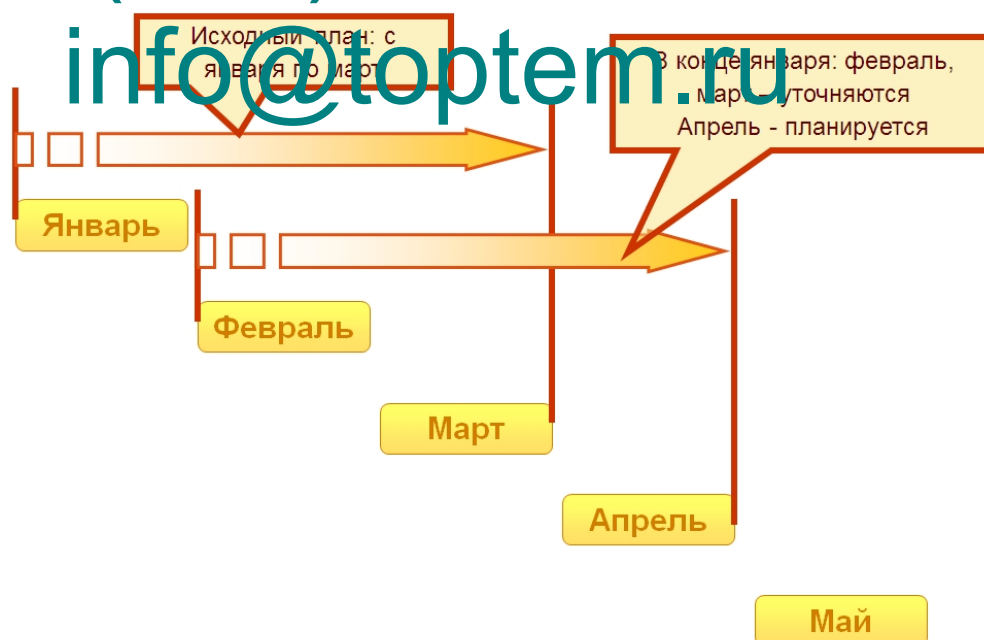 Исходный план: с
января по март
info@toptem.ru
В конце января: февраль,
март – уточняются
Апрель - планируется
Январь
Февраль
Март
Апрель
Май